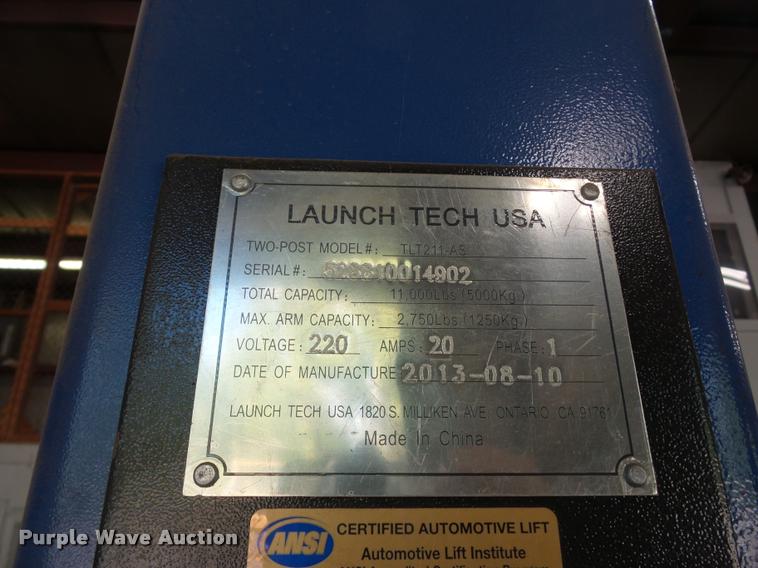 LAUNCH TECH USA
TWO-POST MODEL#: TLT211-AS
SERIAL#:
TOTAL CAPACITY: 11,000Lbs (5000Kg.)
MAX. ARM CAPACITY: 2,750Lbs (1250Kg.)
VOLTAGE: 220 AMPS: 20 PHASE: 1
DATE OF MANUFACTURE 2013-08-10
LAUNCH TECH USA 1820 S. MILLIKEN AVE. ONTARIO, CA 91761
Made In China
ANSI
CERTIFIED AUTOMOTIVE LIFT
Automotive Lift Institute
Purple Wave Auction